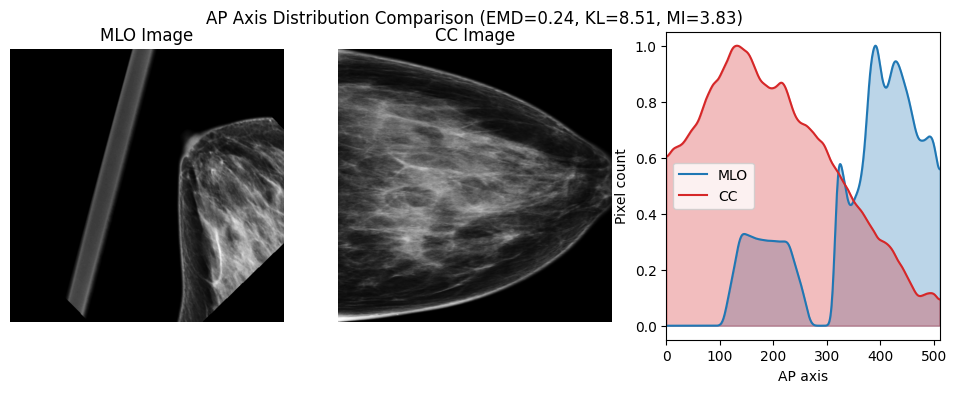 AP Axis Distribution Comparison (EMD=0.24, KL=8.51, MI=3.83)
MLO Image
CC Image
1.0
0.8
0.6
0.4
0.2
0.0
Pixel count
MLO
CC
0 100 200 300 400 500
AP axis